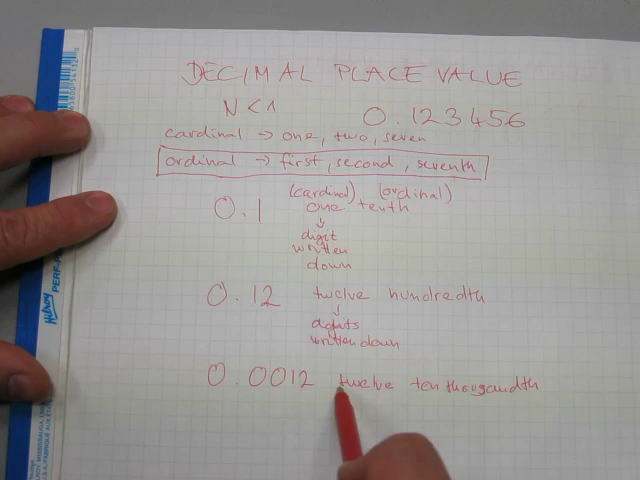 DECIMAL PLACE VALUE
N<1
0.123456
cardinal → one, two, seven
ordinal → first, second, seventh
(cardinal) (ordinal)
0.1 one tenth
↓
digit
written
down
0.12 twelve hundredth
↓
digits
written down
0.0012 twelve ten thousandth
Hilroy